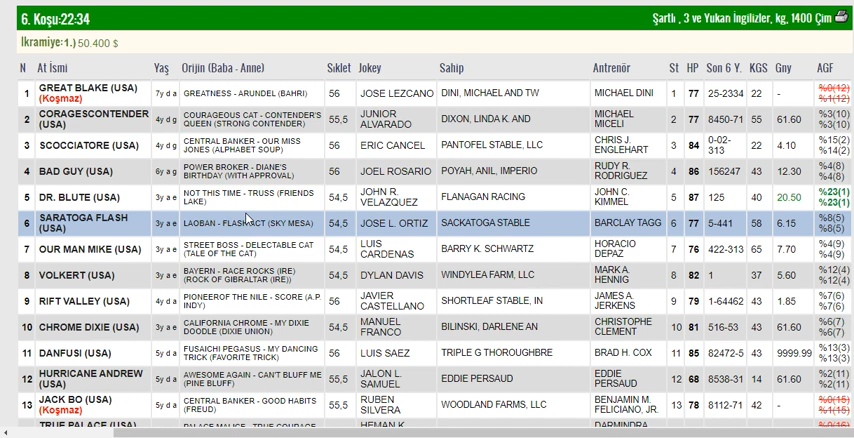 6. Koşu:22-34 Şartlı , 3 ve Yukarı İngilizler, kg, 1400 Çim
İkramiye:1.) 50.400 $
N At İsmi Yaş Orijin (Baba - Anne) Sıklet Jokey Sahip Antrenör St HP Son 6 Y. KGS Gny AGF
1 GREAT BLAKE (USA) (Koşmaz) 7y d a GREATNESS - ARUNDEL (BAHRI) 56 JOSE LEZCANO DINI, MICHAEL AND TW MICHAEL DINI 1 77 25-2334 22 - %0(12) %1(12)
2 CORAGESCONTENDER (USA) 4y d g COURAGEOUS CAT - CONTENDER'S QUEEN (STRONG CONTENDER) 55,5 JUNIOR ALVARADO DIXON, LINDA K. AND MICHAEL MICELI 2 77 8450-71 55 61.60 %3(10) %3(10)
3 SCOCCIATORE (USA) 4y d g CENTRAL BANKER - OUR MISS JONES (ALPHABET SOUP) 56 ERIC CANCEL PANTOFEL STABLE, LLC CHRIS J. ENGLEHART 3 84 0-02-313 22 4.10 %15(2) %14(2)
4 BAD GUY (USA) 6y a g POWER BROKER - DIANE'S BIRTHDAY (WITH APPROVAL) 56 JOEL ROSARIO POYAH, ANIL, IMPERIO RUDY R. RODRIGUEZ 4 86 156247 43 12.30 %4(8) %4(8)
5 DR. BLUTE (USA) 3y a e NOT THIS TIME - TRUSS (FRIENDS LAKE) 54,5 JOHN R. VELAZQUEZ FLANAGAN RACING JOHN C. KIMMEL 5 87 125 40 20.50 %23(1) %23(1)
6 SARATOGA FLASH (USA) 3y a e LAOBAN - FLASH ACT (SKY MESA) 54,5 JOSE L. ORTIZ SACKATOGA STABLE BARCLAY TAGG 6 77 5-441 58 6.15 %8(5) %8(5)
7 OUR MAN MIKE (USA) 3y a e STREET BOSS - DELECTABLE CAT (TALE OF THE CAT) 54,5 LUIS CARDENAS BARRY K. SCHWARTZ HORACIO DEPAZ 7 76 422-313 65 7.70 %4(9) %4(9)
8 VOLKERT (USA) 3y a e BAYERN - RACE ROCKS (IRE) (ROCK OF GIBRALTAR (IRE)) 54,5 DYLAN DAVIS WINDYLEA FARM, LLC MARK A. HENNIG 8 82 1 37 5.60 %12(4) %12(4)
9 RIFT VALLEY (USA) 4y d a PIONEEROF THE NILE - SCORE (A.P. INDY) 56 JAVIER CASTELLANO SHORTLEAF STABLE, IN JAMES A. JERKENS 9 79 1-64462 43 1.85 %7(6) %7(6)
10 CHROME DIXIE (USA) 3y a e CALIFORNIA CHROME - MY DIXIE DOODLE (DIXIE UNION) 54,5 MANUEL FRANCO BILINSKI, DARLENE AN CHRISTOPHE CLEMENT 10 81 516-53 43 61.60 %6(7) %6(7)
11 DANFUSI (USA) 5y d a FUSAICHI PEGASUS - MY DANCING TRICK (FAVORITE TRICK) 56 LUIS SAEZ TRIPLE G THOROUGHBRE BRAD H. COX 11 85 82472-5 43 9999.99 %13(3) %13(3)
12 HURRICANE ANDREW (USA) 5y d a AWESOME AGAIN - CAN'T BLUFF ME (PINE BLUFF) 55,5 JALON L. SAMUEL EDDIE PERSAUD EDDIE PERSAUD 12 68 8538-31 14 61.60 %2(11) %2(11)
13 JACK BO (USA) (Koşmaz) 5y d a CENTRAL BANKER - GOOD HABITS (FREUD) 55,5 RUBEN SILVERA WOODLAND FARMS, LLC BENJAMIN M. FELICIANO, JR. 13 78 8112-71 42 - %0(15) %1(15)
TRUE PALACE (USA) PALACE MALICE - TRUE COURAGE HEMAN K. DOMINICK A. %0(16)